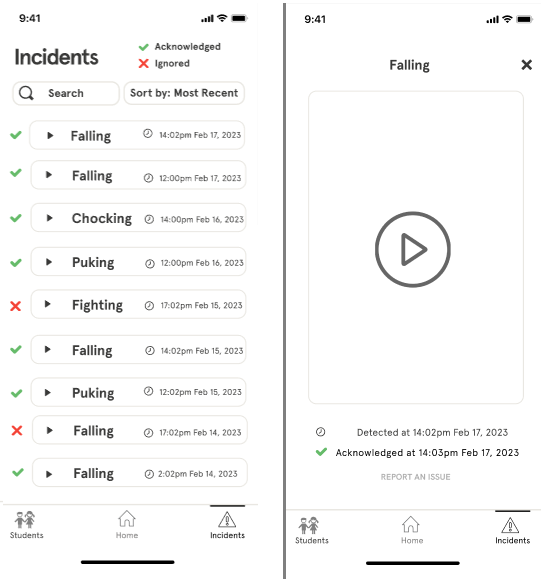 9:41
Incidents
Acknowledged
Ignored
Search
Sort by: Most Recent
Falling 14:02pm Feb 17, 2023
Falling 12:00pm Feb 17, 2023
Chocking 14:00pm Feb 16, 2023
Puking 12:00pm Feb 16, 2023
Fighting 17:02pm Feb 15, 2023
Falling 14:02pm Feb 15, 2023
Puking 12:02pm Feb 15, 2023
Falling 17:02pm Feb 14, 2023
Falling 2:02pm Feb 14, 2023
Students Home Incidents
9:41
Falling
Detected at 14:02pm Feb 17, 2023
Acknowledged at 14:03pm Feb 17, 2023
REPORT AN ISSUE
Students Home Incidents